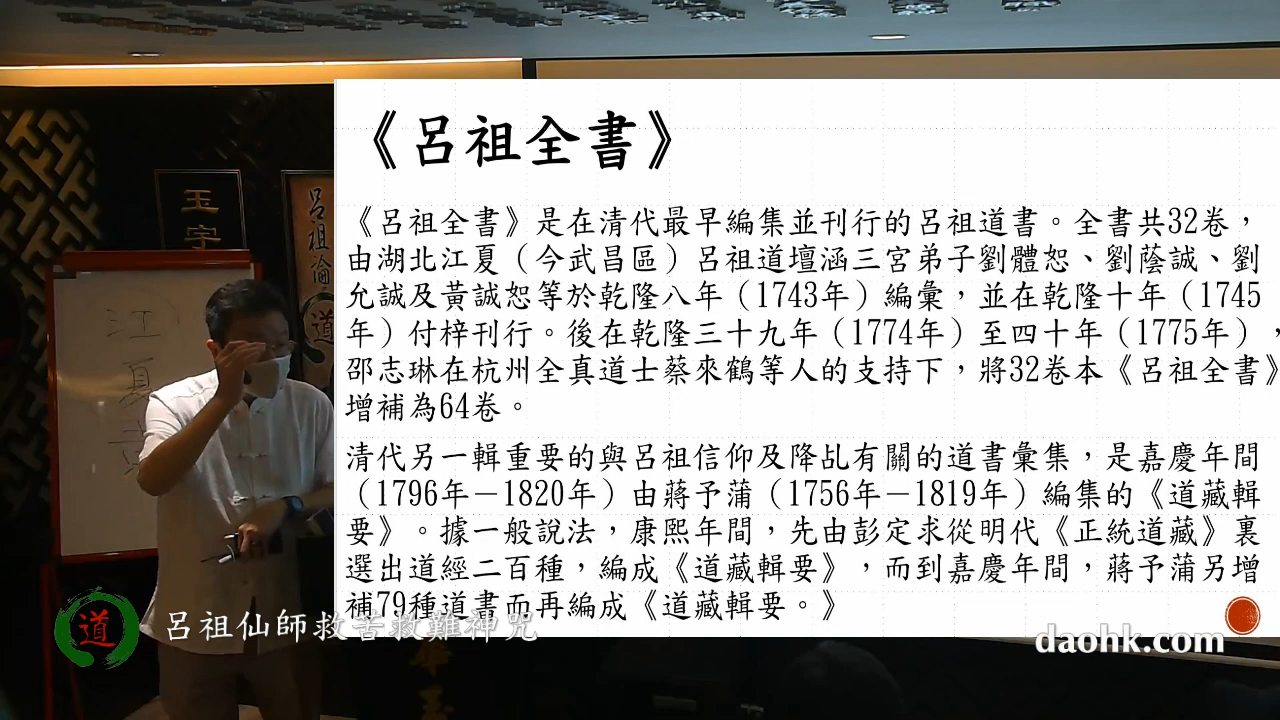 《呂祖全書》
《呂祖全書》是在清代最早編集並刊行的呂祖道書。全書共32卷，
由湖北江夏（今武昌區）呂祖道壇涵三宮弟子劉體恕、劉蔭誠、劉
允誠及黃誠恕等於乾隆八年（1743年）編彙，並在乾隆十年（1745
年）付梓刊行。後在乾隆三十九年（1774年）至四十年（1775年），
邵志琳在杭州全真道士蔡來鶴等人的支持下，將32卷本《呂祖全書》
增補為64卷。
清代另一輯重要的與呂祖信仰及降乩有關的道書彙集，是嘉慶年間
（1796年－1820年）由蔣予蒲（1756年－1819年）編集的《道藏輯
要》。據一般說法，康熙年間，先由彭定求從明代《正統道藏》裏
選出道經二百種，編成《道藏輯要》，而到嘉慶年間，蔣予蒲另增
補79種道書而再編成《道藏輯要。》
玉宇
呂祖論
道
江夏
道
呂祖仙師救苦救難神咒
daohk.com